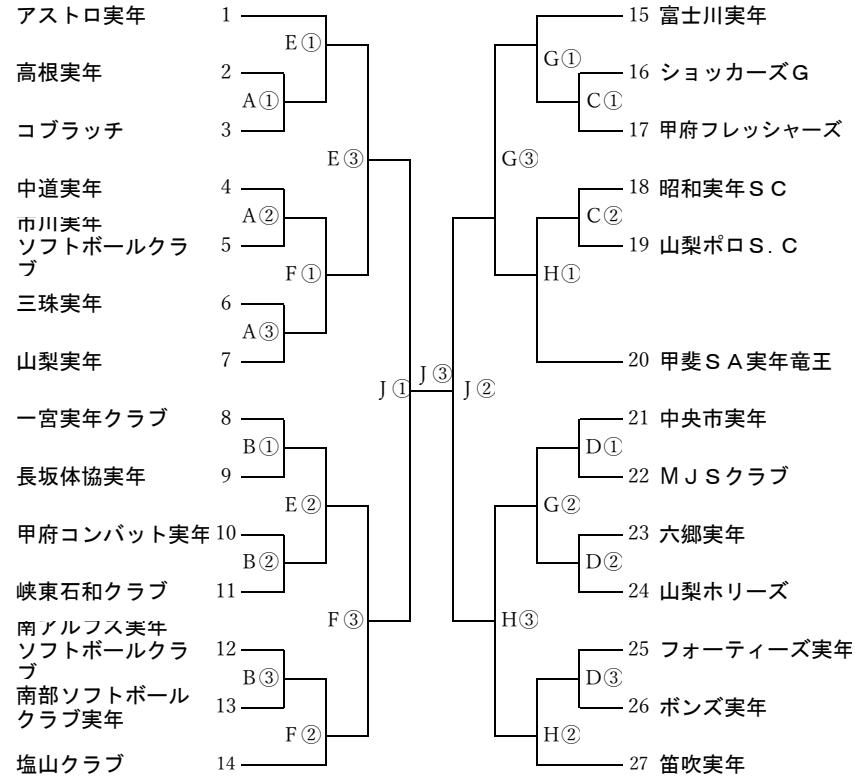 アストロ実年 1
E①
高根実年 2
A①
コブラッチ 3
E③
中道実年 4
A②
市川実年
ソフトボールクラ
ブ
5
F①
三珠実年 6
A③
山梨実年 7
J①
J③
J②
一宮実年クラブ 8
B①
長坂体協実年 9
E②
甲府コンバット実年 10
B②
峡東石和クラブ 11
F③
南アルプス実年
ソフトボールクラ
ブ
12
B③
南部ソフトボール
クラブ実年
13
F②
塩山クラブ 14
15 富士川実年
G①
16 ショッカーズG
C①
17 甲府フレッシャーズ
G③
18 昭和実年SC
C②
19 山梨ポロS.C
H①
20 甲斐SA実年竜王
21 中央市実年
D①
22 MJSクラブ
G②
23 六郷実年
D②
24 山梨ホリーズ
H③
25 フォーティーズ実年
D③
26 ボンズ実年
H②
27 笛吹実年